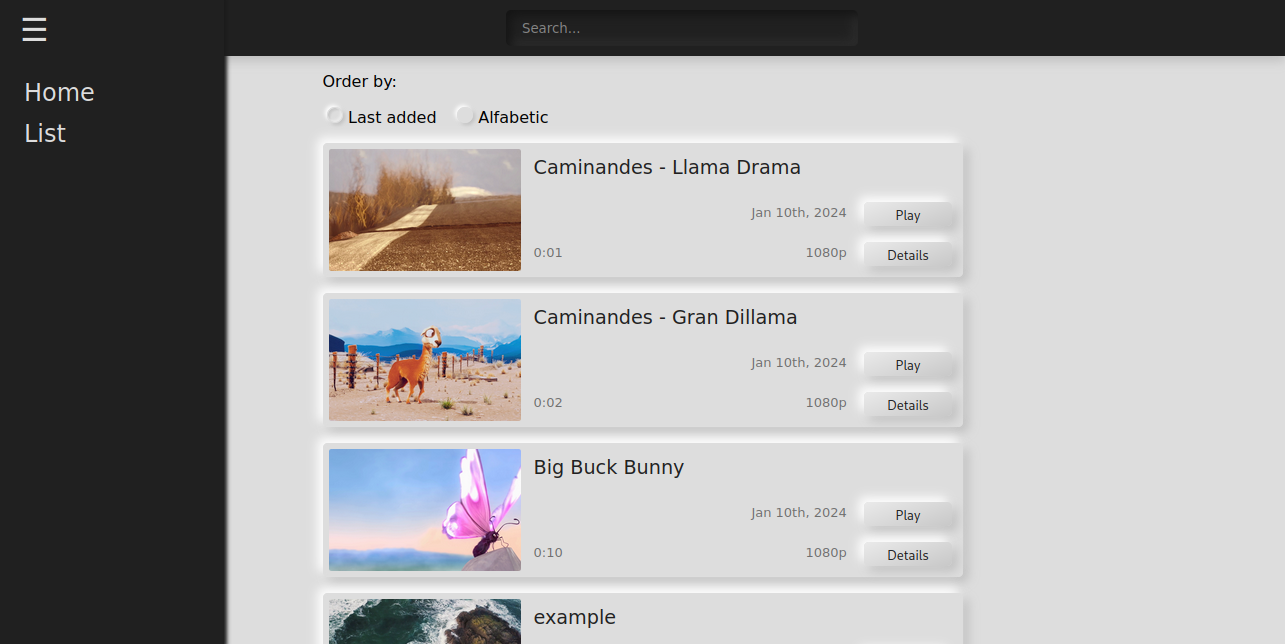 Search...
Home
List
Order by:
Last added Alfabetic
Caminandes - Llama Drama
Jan 10th, 2024 Play
0:01 1080p Details
Caminandes - Gran Dillama
Jan 10th, 2024 Play
0:02 1080p Details
Big Buck Bunny
Jan 10th, 2024 Play
0:10 1080p Details
example